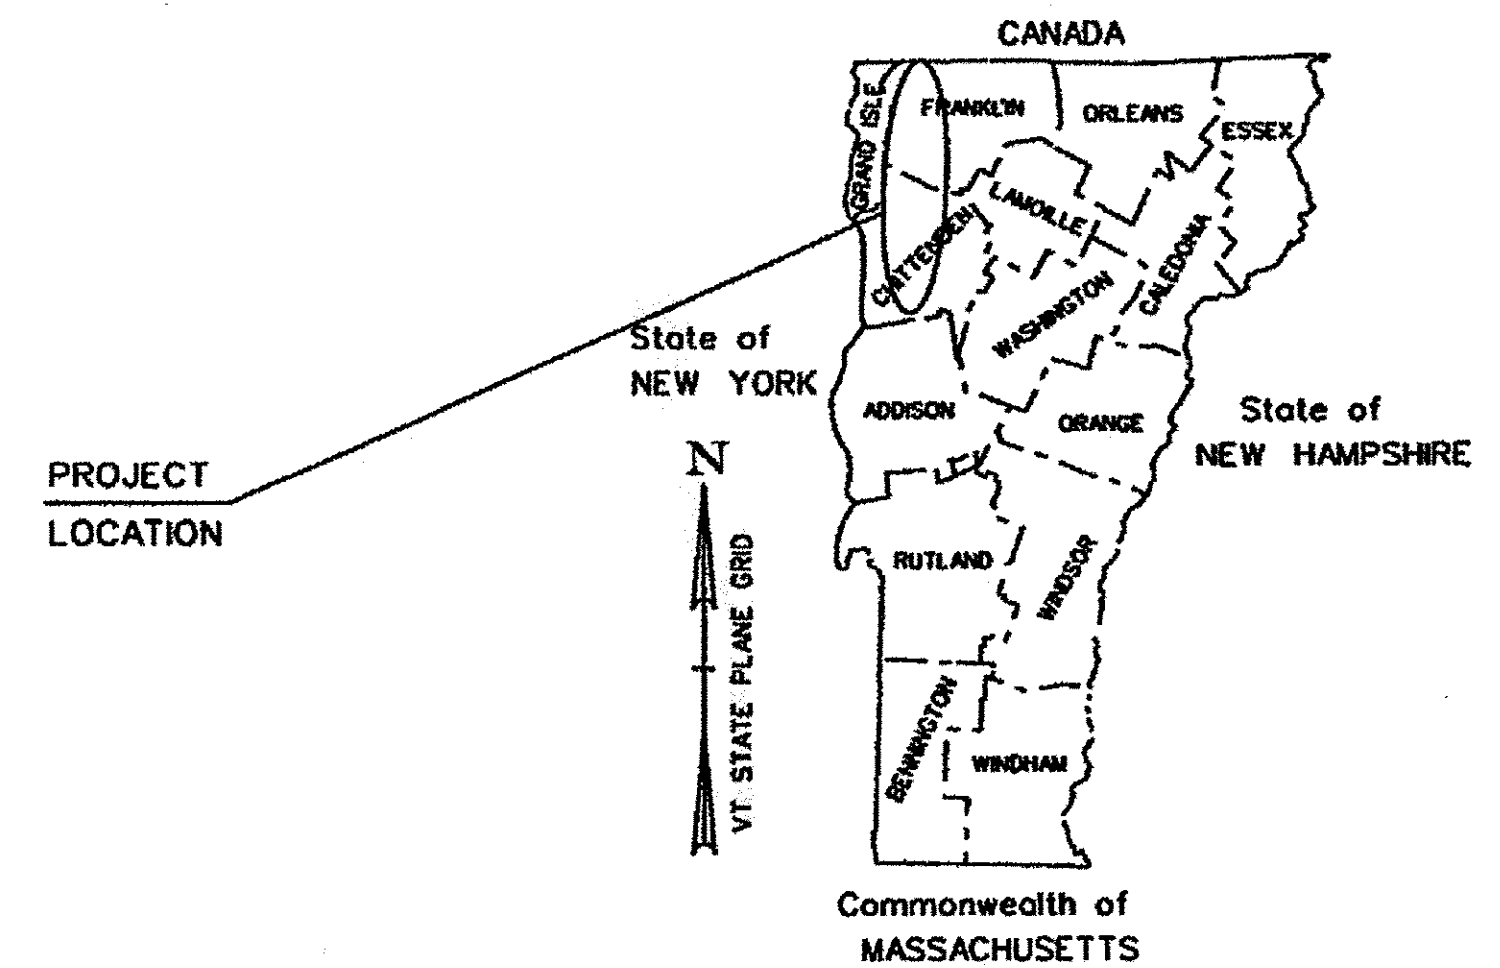 CANADA
GRAND ISLE
FRANKLIN
ORLEANS
ESSEX
LAMOILLE
CHITTENDEN
CALEDONIA
WASHINGTON
State of
NEW YORK
ADDISON
ORANGE
State of
NEW HAMPSHIRE
PROJECT
LOCATION
N
VT STATE PLANE GRID
RUTLAND
WINDSOR
BENNINGTON
WINDHAM
Commonwealth of
MASSACHUSETTS